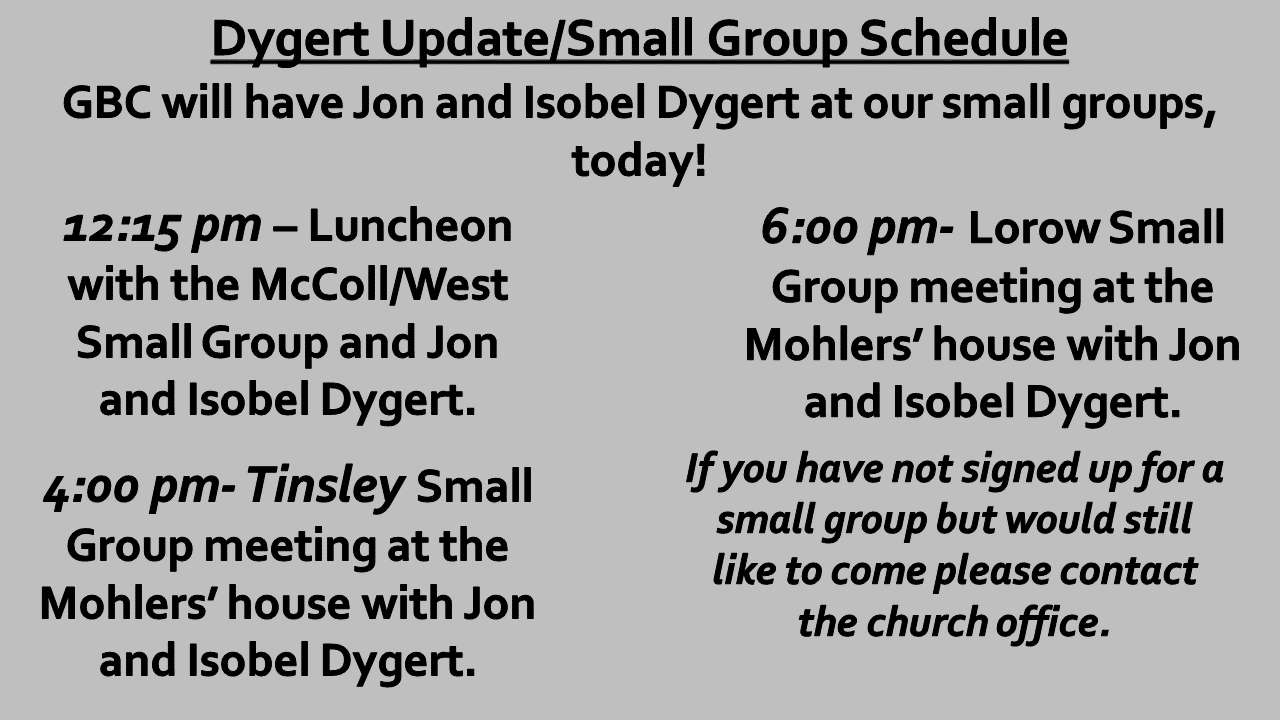 Dygert Update/Small Group Schedule
GBC will have Jon and Isobel Dygert at our small groups,
today!
12:15 pm – Luncheon
with the McColl/West
Small Group and Jon
and Isobel Dygert.
4:00 pm- Tinsley Small
Group meeting at the
Mohlers’ house with Jon
and Isobel Dygert.
6:00 pm- Lorow Small
Group meeting at the
Mohlers’ house with Jon
and Isobel Dygert.
If you have not signed up for a
small group but would still
like to come please contact
the church office.